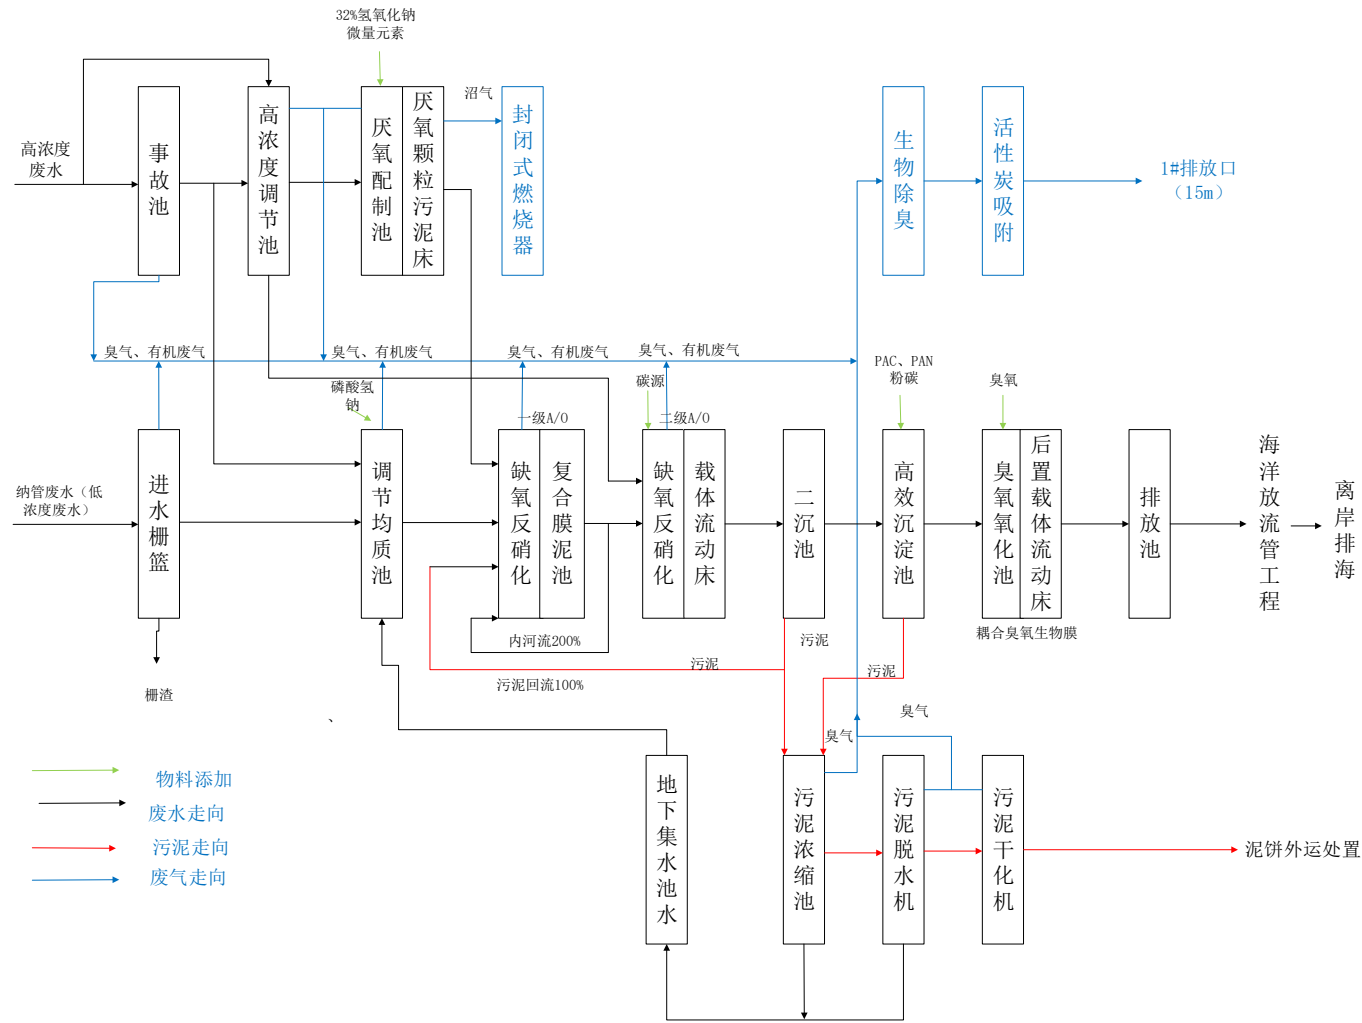 32%氢氧化钠
微量元素
高浓度
废水
事故池
高浓度调节池
厌氧配制池
厌氧颗粒污泥床
沼气
封闭式燃烧器
生物除臭
活性炭吸附
1#排放口
（15m）
臭气、有机废气
臭气、有机废气
臭气、有机废气
臭气、有机废气
磷酸氢
钠
碳源
PAC、PAN
粉碳
臭氧
一级A/O
二级A/O
纳管废水（低
浓度废水）
进水栅篮
调节均质池
缺氧反硝化
复合膜泥池
缺氧反硝化
载体流动床
二沉池
高效沉淀池
臭氧氧化池
后置载体流动床
排放池
海洋放流管工程
离岸排海
耦合臭氧生物膜
内河流200%
污泥
污泥
污泥
污泥回流100%
栅渣
、
臭气
臭气
物料添加
废水走向
污泥走向
废气走向
地下集水池水
污泥浓缩池
污泥脱水机
污泥干化机
泥饼外运处置